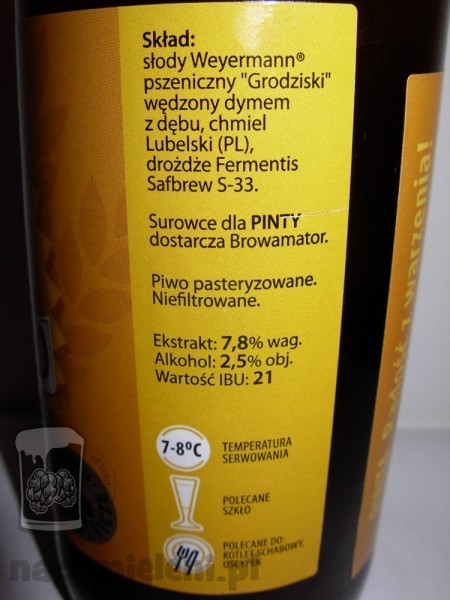 Skład:
słody Weyermann®
pszeniczny "Grodziski"
wędzony dymem
z dębu, chmiel
Lubelski (PL),
drożdże Fermentis
Safbrew S-33.
Surowce dla PINTY
dostarcza Browamator.
Piwo pasteryzowane.
Niefiltrowane.
Ekstrakt: 7,8% wag.
Alkohol: 2,5% obj.
Wartość IBU: 21
7-8°C
TEMPERATURA
SERWOWANIA
POLECANE
SZKŁO
POLECANE DO:
KOTLET SCHABOWY,
OSCYPEK
z warzenia!